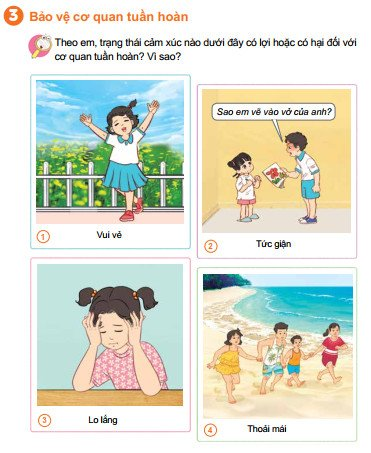 3 Bảo vệ cơ quan tuần hoàn
Theo em, trạng thái cảm xúc nào dưới đây có lợi hoặc có hại đối với
cơ quan tuần hoàn? Vì sao?
Sao em vẽ vào vở của anh?
1 Vui vẻ
2 Tức giận
3 Lo lắng
4 Thoải mái